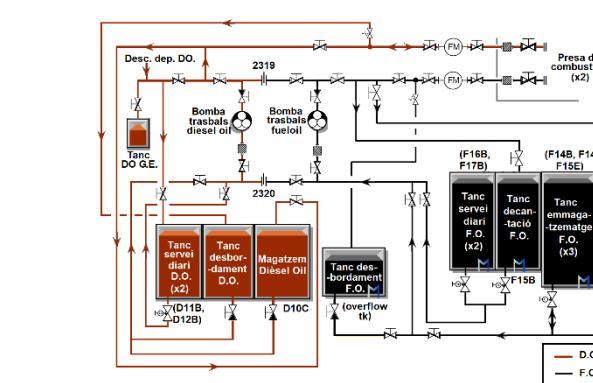 Desc. dep. DO.
2319
FM
FM
Presa d
combust
(x2)
Bomba
trasbals
diesel oil
Bomba
trasbals
fueloil
Tanc
DO G.E.
2320
(F16B,
F17B)
(F14B, F14
F15E)
Tanc
servei
diari
D.O.
(x2)
Tanc
desbor-
dament
D.O.
Magatzem
Dièsel Oil
Tanc des-
-bordament
F.O.
Tanc
servei
diari
F.O.
(x2)
Tanc
decan-
-tació
F.O.
Tanc
emmaga-
-tzematge
F.O.
(x3)
F15B
(D11B,
D12B)
D10C
(overflow
tk)
D.O
F.O